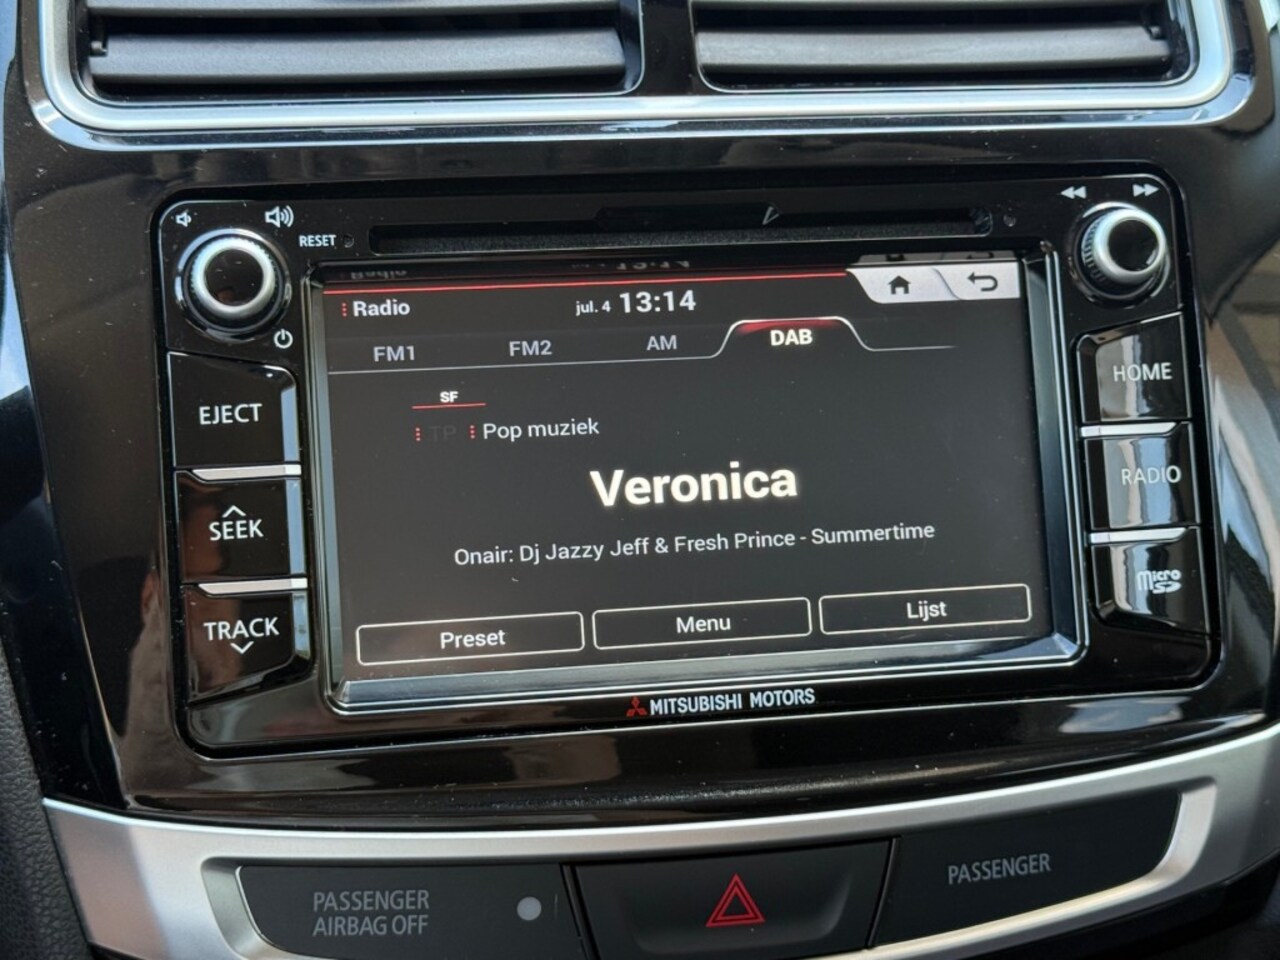 RESET
Radio
jul. 4 13:14
FM1 FM2 AM DAB
SF
TP Pop muziek
Veronica
Onair: Dj Jazzy Jeff & Fresh Prince - Summertime
Preset Menu Lijst
EJECT
SEEK
TRACK
HOME
RADIO
micro SD
MITSUBISHI MOTORS
PASSENGER
AIRBAG OFF
PASSENGER